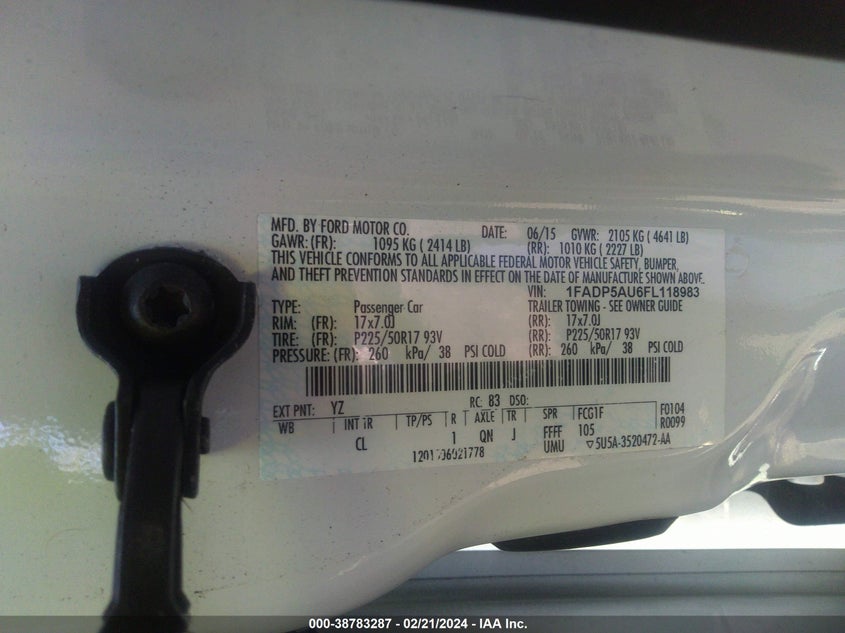 MFD. BY FORD MOTOR CO. DATE: 06/15 GVWR: 2105 KG ( 4641 LB)
GAWR: (FR): 1095 KG ( 2414 LB) (RR): 1010 KG ( 2227 LB)
THIS VEHICLE CONFORMS TO ALL APPLICABLE FEDERAL MOTOR VEHICLE SAFETY, BUMPER,
AND THEFT PREVENTION STANDARDS IN EFFECT ON THE DATE OF MANUFACTURE SHOWN ABOVE.
VIN: 1FADP5AU6FL118983
TYPE: Passenger Car TRAILER TOWING - SEE OWNER GUIDE
RIM: (FR): 17x7.0J (RR): 17x7.0J
TIRE: (FR): P225/50R17 93V (RR): P225/50R17 93V
PRESSURE: (FR): 260 kPa/ 38 PSI COLD (RR): 260 kPa/ 38 PSI COLD
EXT PNT: YZ RC: 83 DSO:
WB INT TR TP/PS R AXLE TR SPR FCG1F F0104
CL 1 QN J FFFF 105 R0099
UMU ▽5U5A-3520472-AA
000-38783287 - 02/21/2024 - IAA Inc.